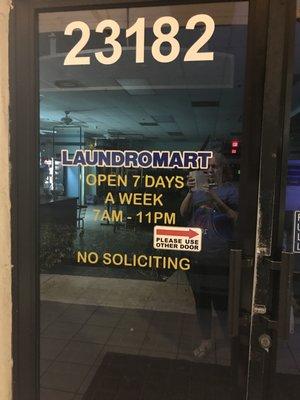 23182
LAUNDROMART
OPEN 7 DAYS
A WEEK
7AM - 11PM
PLEASE USE
OTHER DOOR
NO SOLICITING